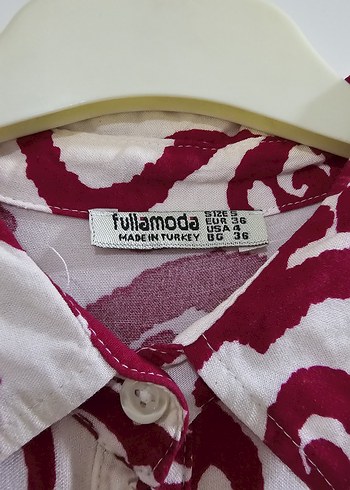 fullamoda
MADE IN TURKEY
SIZE S
EUR 36
USA 4
BG 36